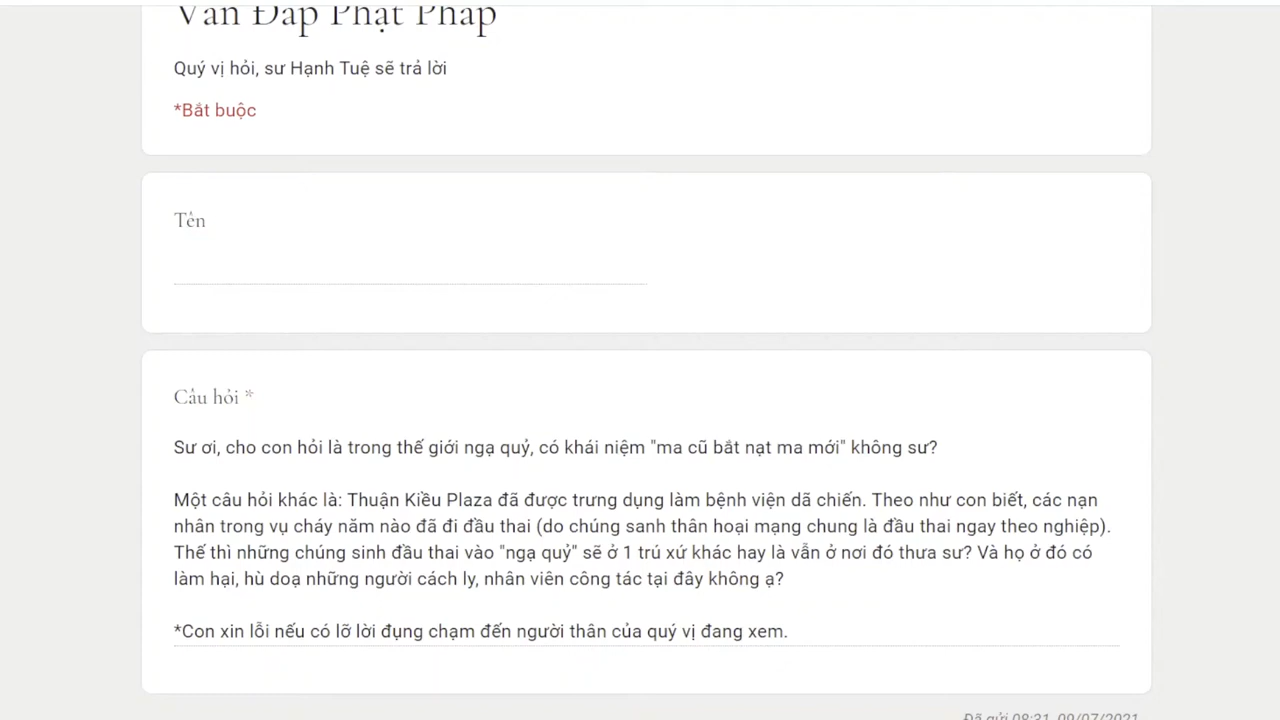 Vấn Đáp Phật Pháp
Quý vị hỏi, sư Hạnh Tuệ sẽ trả lời
*Bắt buộc
Tên
Câu hỏi *
Sư ơi, cho con hỏi là trong thế giới ngạ quỷ, có khái niệm "ma cũ bắt nạt ma mới" không sư?
Một câu hỏi khác là: Thuận Kiều Plaza đã được trưng dụng làm bệnh viện dã chiến. Theo như con biết, các nạn
nhân trong vụ cháy năm nào đã đi đầu thai (do chúng sanh thân hoại mạng chung là đầu thai ngay theo nghiệp).
Thế thì những chúng sinh đầu thai vào "ngạ quỷ" sẽ ở 1 trú xứ khác hay là vẫn ở nơi đó thưa sư? Và họ ở đó có
làm hại, hù doạ những người cách ly, nhân viên công tác tại đây không ạ?
*Con xin lỗi nếu có lỡ lời đụng chạm đến người thân của quý vị đang xem.
Đã gửi 08:31, 09/07/2021